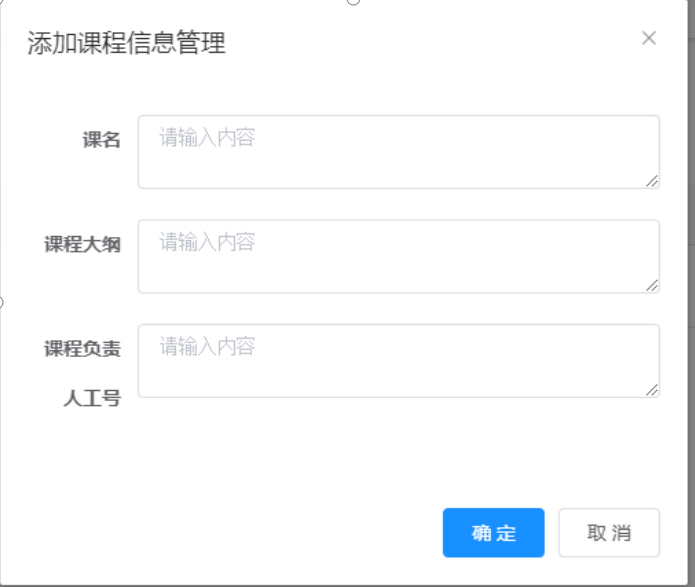 添加课程信息管理
课名
请输入内容
课程大纲
请输入内容
课程负责
人工号
请输入内容
确 定
取 消